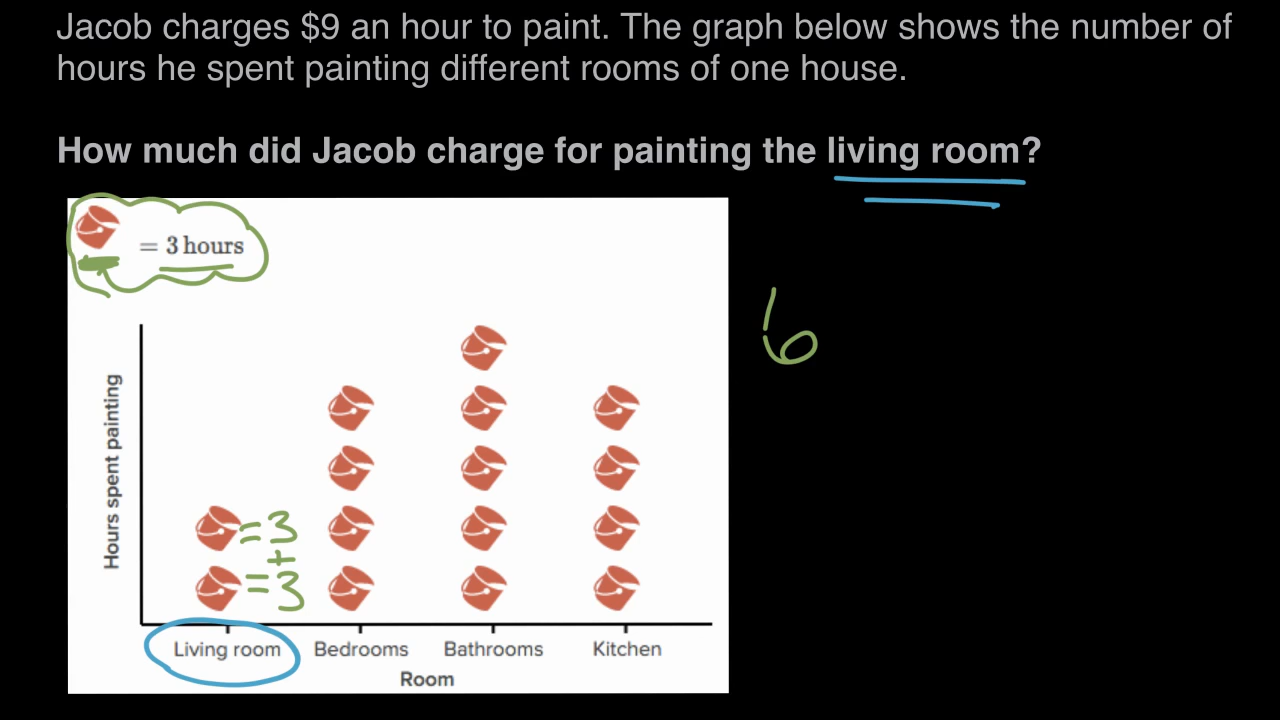 Jacob charges $9 an hour to paint. The graph below shows the number of
hours he spent painting different rooms of one house.
How much did Jacob charge for painting the living room?
= 3 hours
6
Hours spent painting
=3
+
=3
Living room Bedrooms Bathrooms Kitchen
Room